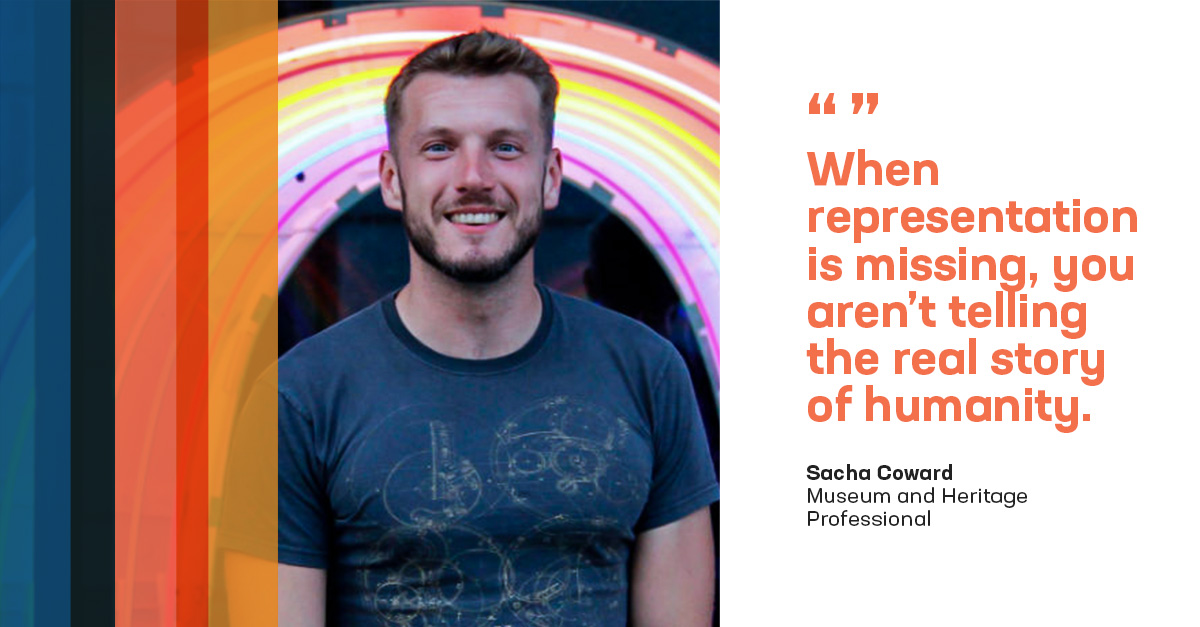 “ ”
When
representation
is missing, you
aren’t telling
the real story
of humanity.
Sacha Coward
Museum and Heritage
Professional